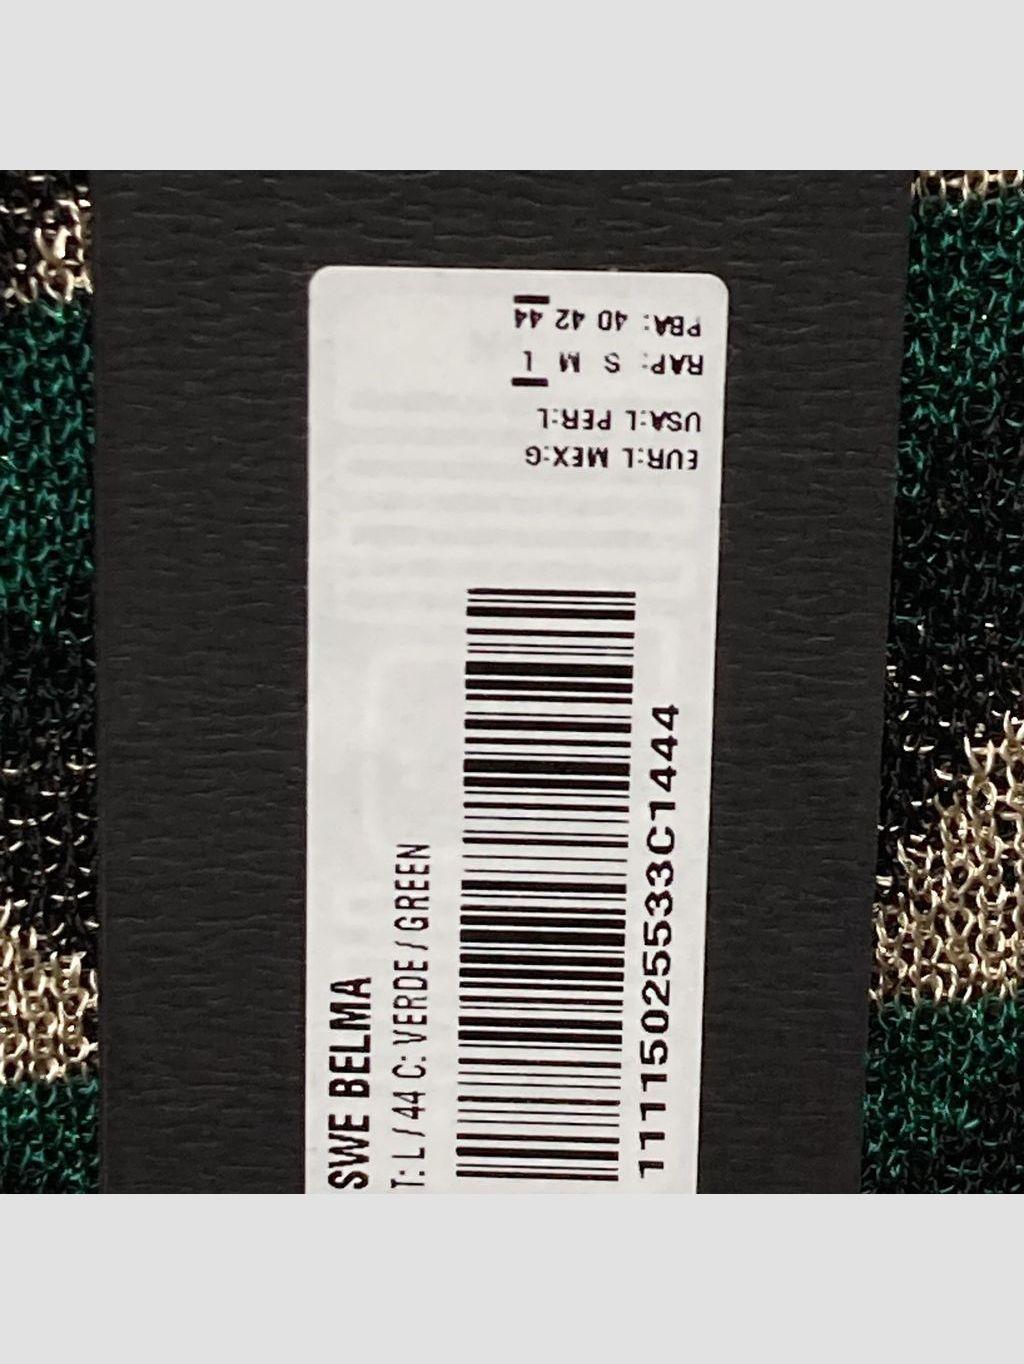 PBA: 40 42 44
RAP: S M L
USA:L PER:L
EUR:L MEX:G
SWE BELMA
T: L / 44 C: VERDE / GREEN
11115025533C1444